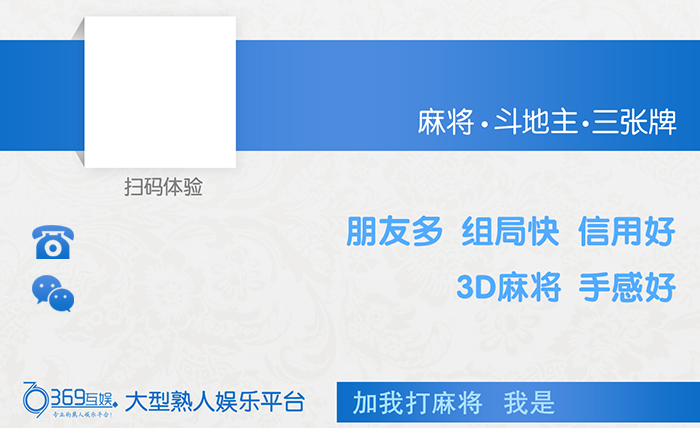 麻将·斗地主·三张牌
扫码体验
朋友多 组局快 信用好
3D麻将 手感好
369互娱
专业的熟人娱乐平台!
大型熟人娱乐平台
加我打麻将 我是